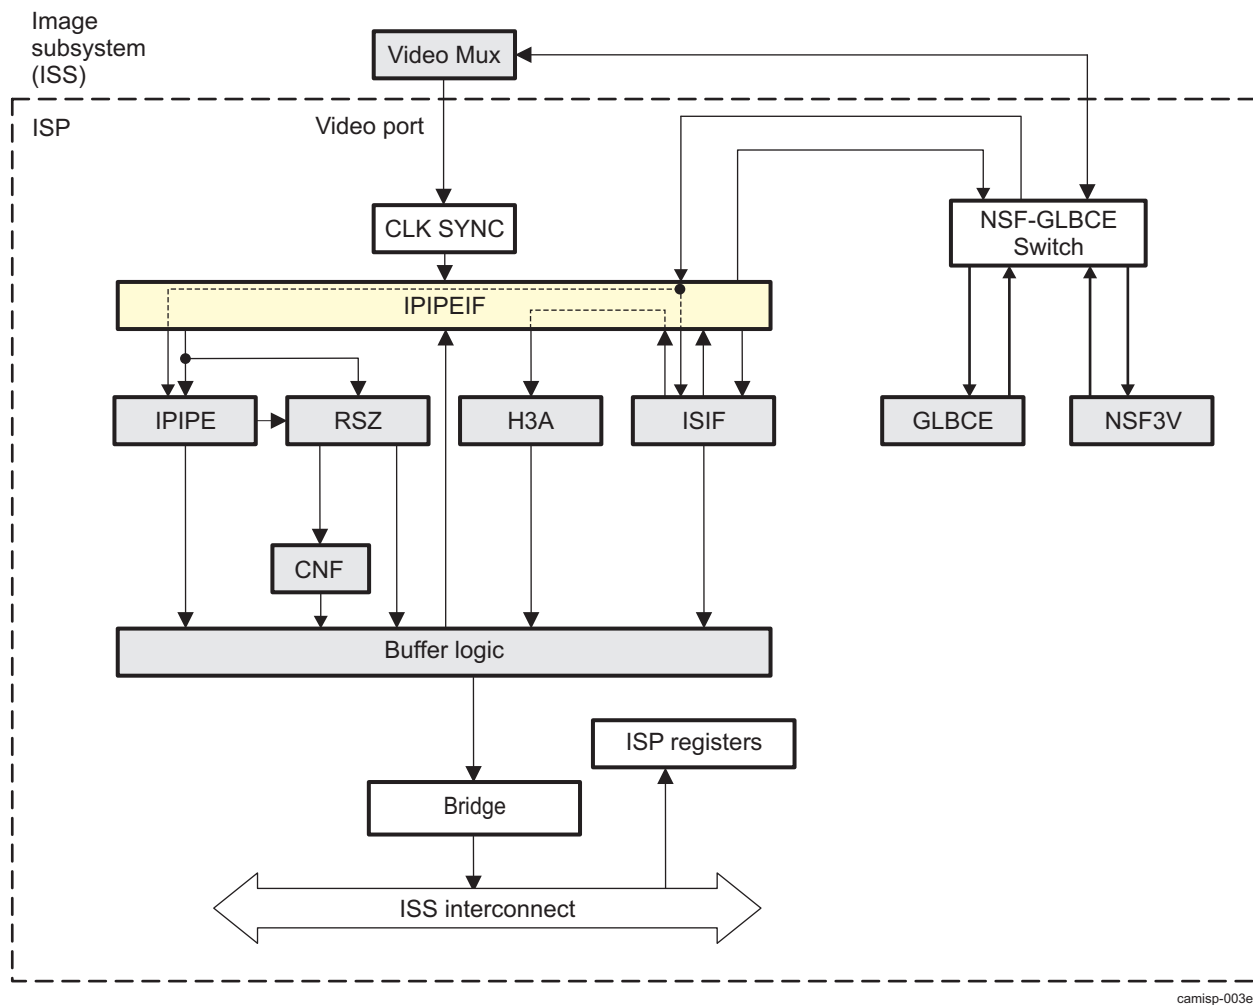 Image
subsystem
(ISS)
Video Mux
ISP
Video port
CLK SYNC
NSF-GLBCE
Switch
IPIPEIF
IPIPE
RSZ
H3A
ISIF
GLBCE
NSF3V
CNF
Buffer logic
ISP registers
Bridge
ISS interconnect
camisp-003e